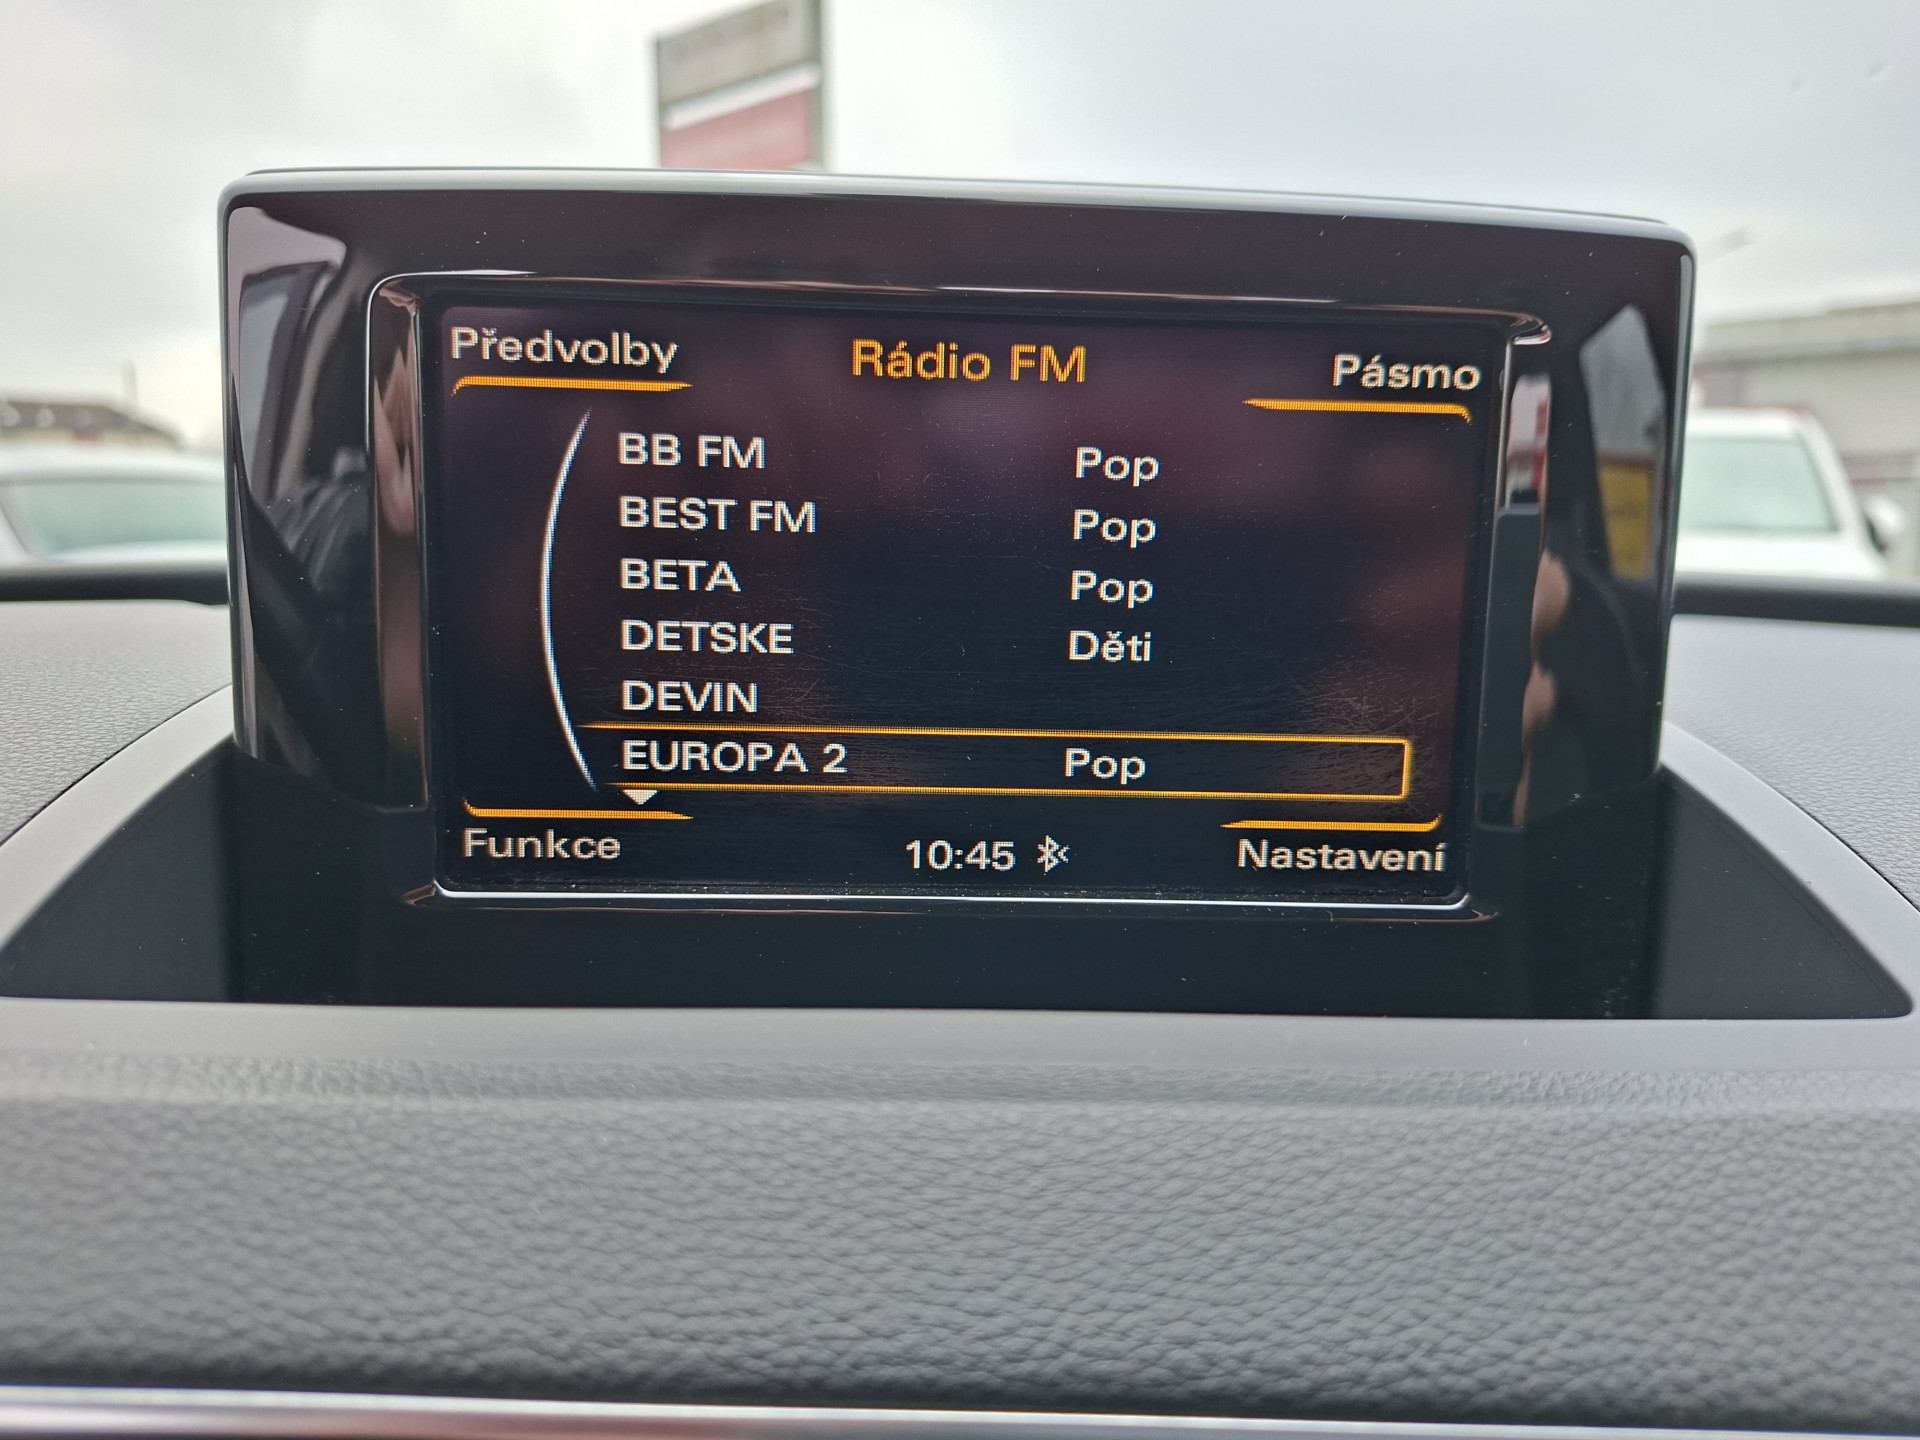 Předvolby Rádio FM Pásmo
BB FM Pop
BEST FM Pop
BETA Pop
DETSKE Děti
DEVIN
EUROPA 2 Pop
Funkce 10:45 Nastavení